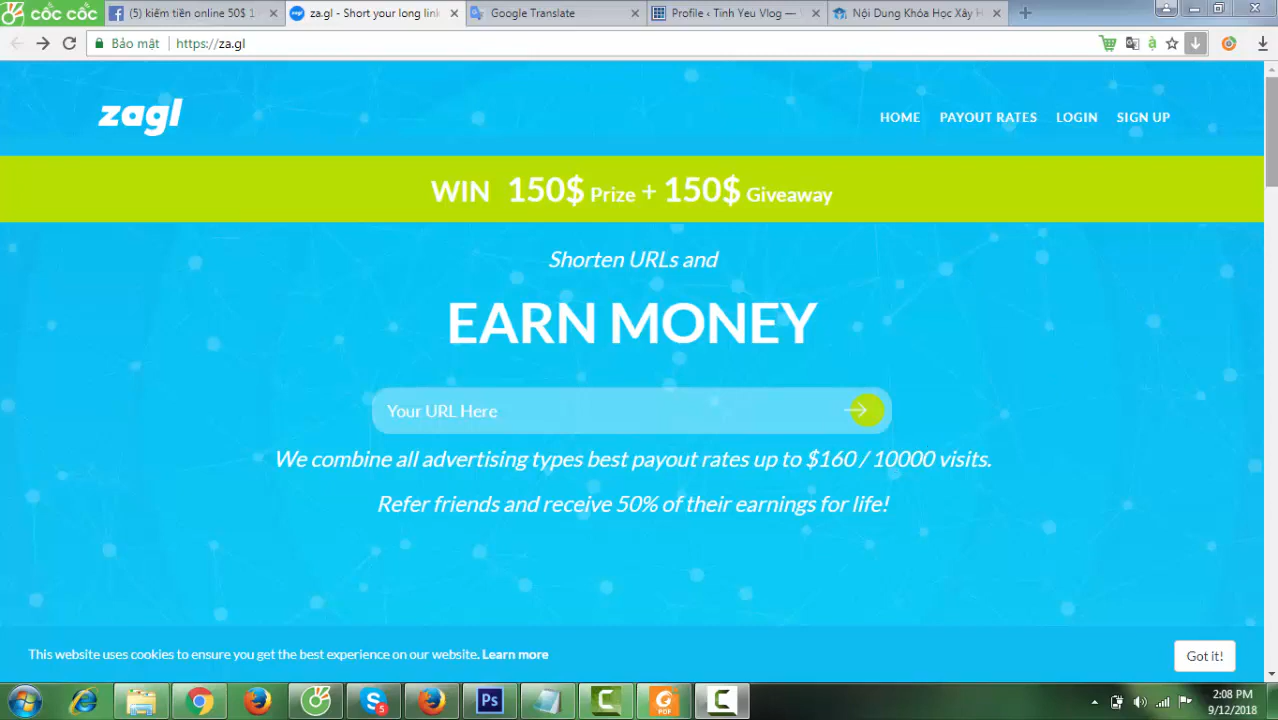 CỐC CỐC
(5) kiếm tiền online 50$ 1
za.gl - Short your long link
Google Translate
Profile ‹ Tinh Yeu Vlog —
Nội Dung Khóa Học Xây H
Bảo mật
https://za.gl
zagl
HOME
PAYOUT RATES
LOGIN
SIGN UP
WIN 150$ Prize + 150$ Giveaway
Shorten URLs and
EARN MONEY
Your URL Here
We combine all advertising types best payout rates up to $160 / 10000 visits.
Refer friends and receive 50% of their earnings for life!
This website uses cookies to ensure you get the best experience on our website. Learn more
Got it!
S
5
Ps
C
PDF
C
2:08 PM
9/12/2018